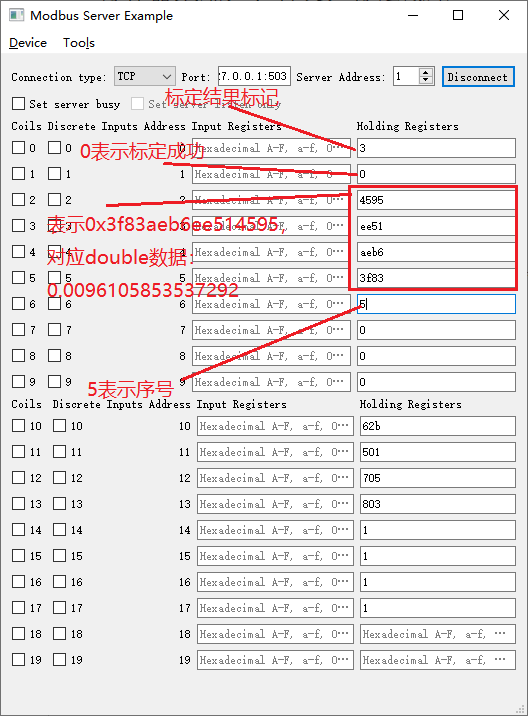 Modbus Server Example
Device Tools
Connection type: TCP Port: 27.0.0.1:503 Server Address: 1 Disconnect
标定结果标记
Set server busy Set server listen only
Coils Discrete Inputs Address Input Registers Holding Registers
0 0 0 Hexadecimal A-F, a-f, 0… 3
0表示标定成功
1 1 1 Hexadecimal A-F, a-f, 0… 0
2 2 2 Hexadecimal A-F, a-f, 0… 4595
表示0x3f83aeb6ee514595,
3 3 3 Hexadecimal A-F, a-f, 0… ee51
对应double数据:
4 4 4 Hexadecimal A-F, a-f, 0… aeb6
5 5 5 Hexadecimal A-F, a-f, 0… 3f83
0.0096105853537292
6 6 6 Hexadecimal A-F, a-f, 0… 5
7 7 7 Hexadecimal A-F, a-f, 0… 0
8 8 8 Hexadecimal A-F, a-f, 0… 0
9 9 9 Hexadecimal A-F, a-f, 0… 0
5表示序号
Coils Discrete Inputs Address Input Registers Holding Registers
10 10 10 Hexadecimal A-F, a-f, 0… 62b
11 11 11 Hexadecimal A-F, a-f, 0… 501
12 12 12 Hexadecimal A-F, a-f, 0… 705
13 13 13 Hexadecimal A-F, a-f, 0… 803
14 14 14 Hexadecimal A-F, a-f, 0… 1
15 15 15 Hexadecimal A-F, a-f, 0… 1
16 16 16 Hexadecimal A-F, a-f, 0… 1
17 17 17 Hexadecimal A-F, a-f, 0… 1
18 18 18 Hexadecimal A-F, a-f, 0… Hexadecimal A-F, a-f, …
19 19 19 Hexadecimal A-F, a-f, 0… Hexadecimal A-F, a-f, …